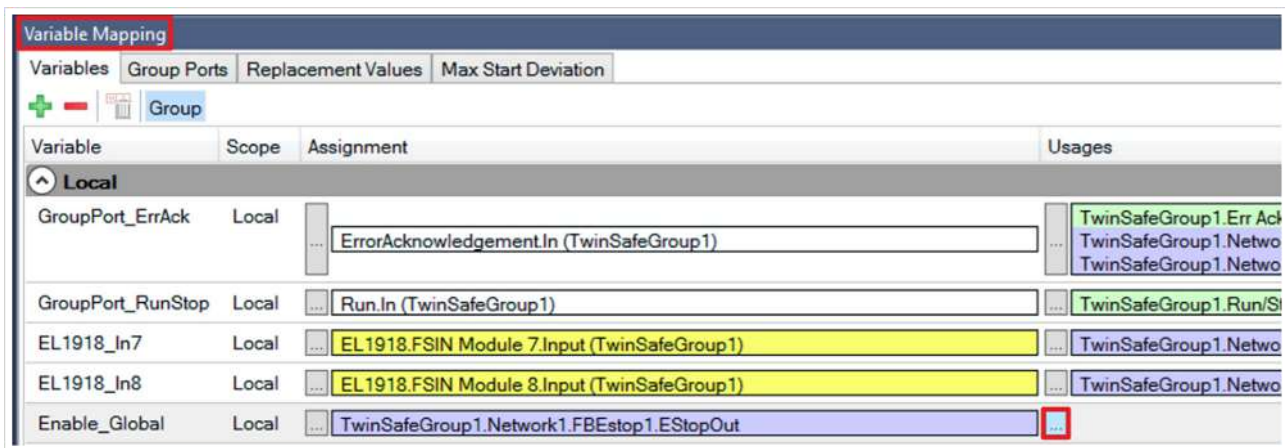 Variable Mapping
Variables Group Ports Replacement Values Max Start Deviation
Group
Variable Scope Assignment Usages
Local
GroupPort_ErrAck Local ... ErrorAcknowledgement.In (TwinSafeGroup1) ... TwinSafeGroup1.Err Ack
TwinSafeGroup1.Netwo
TwinSafeGroup1.Netwo
GroupPort_RunStop Local ... Run.In (TwinSafeGroup1) ... TwinSafeGroup1.Run/St
EL1918_In7 Local ... EL1918.FSIN Module 7.Input (TwinSafeGroup1) ... TwinSafeGroup1.Netwo
EL1918_In8 Local ... EL1918.FSIN Module 8.Input (TwinSafeGroup1) ... TwinSafeGroup1.Netwo
Enable_Global Local ... TwinSafeGroup1.Network1.FBEstop1.EStopOut ...